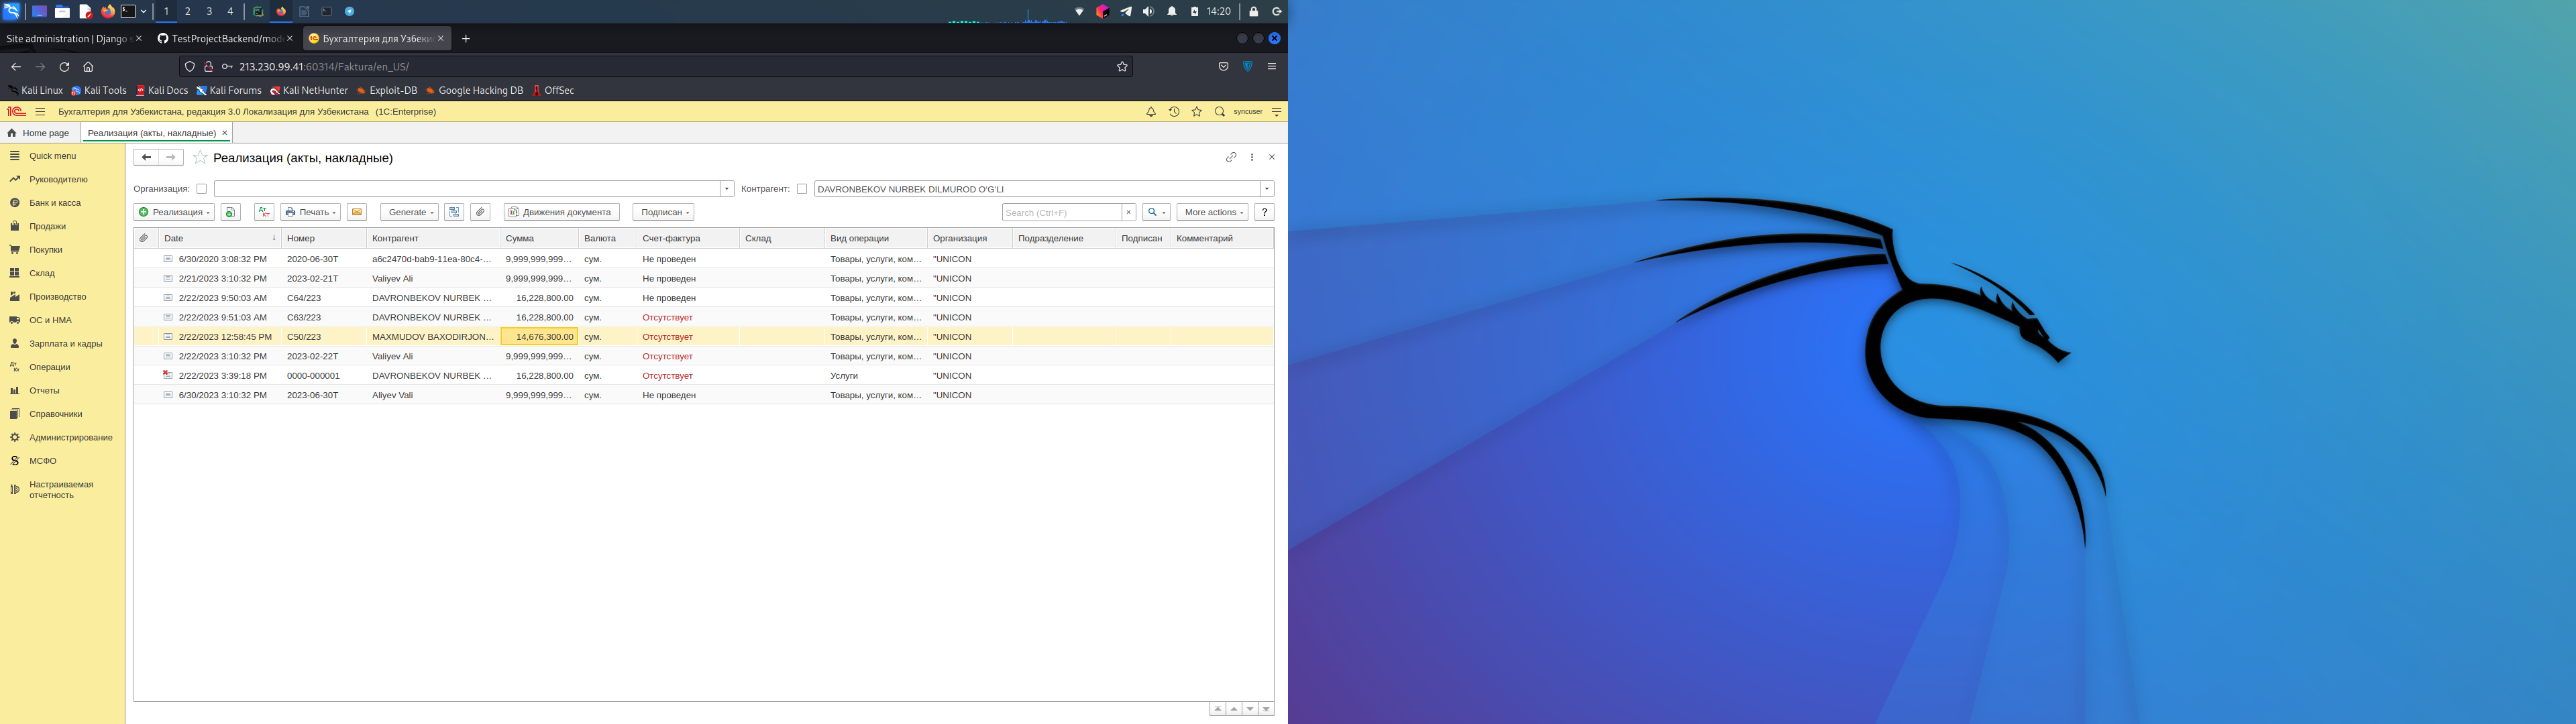 1 2 3 4 14:20
Site administration | Django s TestProjectBackend/mod Бухгалтерия для Узбеки
213.230.99.41:60314/Faktura/en_US/
Kali Linux Kali Tools Kali Docs Kali Forums Kali NetHunter Exploit-DB Google Hacking DB OffSec
1C Бухгалтерия для Узбекистана, редакция 3.0 Локализация для Узбекистана (1C:Enterprise) syncuser
Home page Реализация (акты, накладные)
Quick menu
Руководителю
Банк и касса
Продажи
Покупки
Склад
Производство
ОС и НМА
Зарплата и кадры
Операции
Отчеты
Справочники
Администрирование
МСФО
Настраиваемая
отчетность
Реализация (акты, накладные)
Организация: Контрагент: DAVRONBEKOV NURBEK DILMUROD O'G'LI
Реализация Дт Кт Печать Generate Движения документа Подписан Search (Ctrl+F) More actions ?
Date Номер Контрагент Сумма Валюта Счет-фактура Склад Вид операции Организация Подразделение Подписан Комментарий
6/30/2020 3:08:32 PM 2020-06-30T a6c2470d-bab9-11ea-80c4-... 9,999,999,999... сум. Не проведен Товары, услуги, ком... "UNICON
2/21/2023 3:10:32 PM 2023-02-21T Valiyev Ali 9,999,999,999... сум. Не проведен Товары, услуги, ком... "UNICON
2/22/2023 9:50:03 AM C64/223 DAVRONBEKOV NURBEK ... 16,228,800.00 сум. Не проведен Товары, услуги, ком... "UNICON
2/22/2023 9:51:03 AM C63/223 DAVRONBEKOV NURBEK ... 16,228,800.00 сум. Отсутствует Товары, услуги, ком... "UNICON
2/22/2023 12:58:45 PM C50/223 MAXMUDOV BAXODIRJON... 14,676,300.00 сум. Отсутствует Товары, услуги, ком... "UNICON
2/22/2023 3:10:32 PM 2023-02-22T Valiyev Ali 9,999,999,999... сум. Отсутствует Товары, услуги, ком... "UNICON
2/22/2023 3:39:18 PM 0000-000001 DAVRONBEKOV NURBEK ... 16,228,800.00 сум. Отсутствует Услуги "UNICON
6/30/2023 3:10:32 PM 2023-06-30T Aliyev Vali 9,999,999,999... сум. Не проведен Товары, услуги, ком... "UNICON